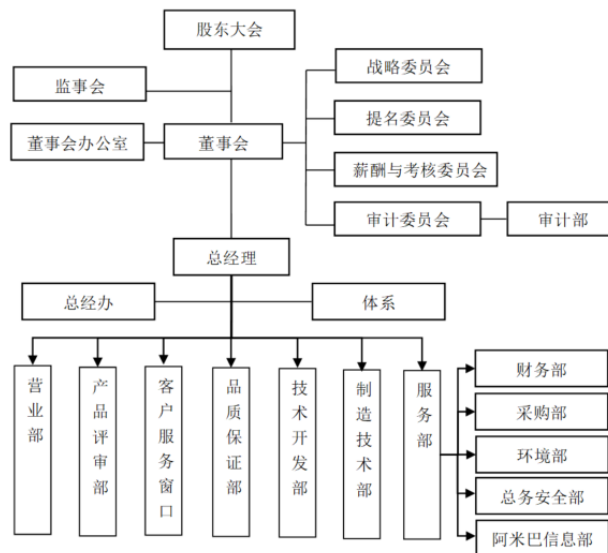 股东大会
监事会
战略委员会
提名委员会
董事会办公室
董事会
薪酬与考核委员会
审计委员会
审计部
总经理
总经办
体系
营业部
产品评审部
客户服务窗口
品质保证部
技术开发部
制造技术部
服务部
财务部
采购部
环境部
总务安全部
阿米巴信息部